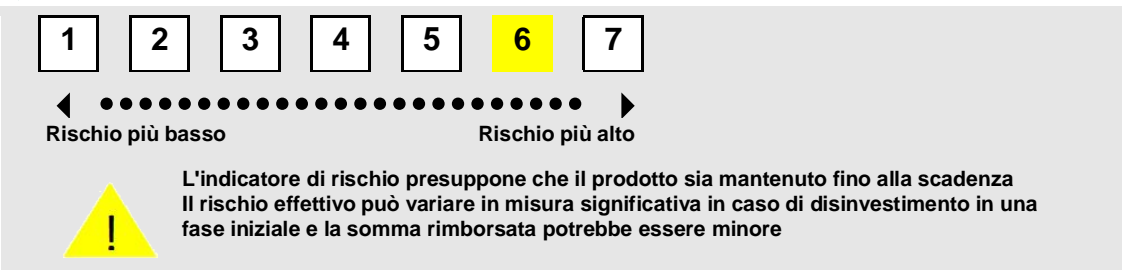 1 2 3 4 5 6 7
Rischio più basso Rischio più alto
L'indicatore di rischio presuppone che il prodotto sia mantenuto fino alla scadenza
Il rischio effettivo può variare in misura significativa in caso di disinvestimento in una
fase iniziale e la somma rimborsata potrebbe essere minore
!